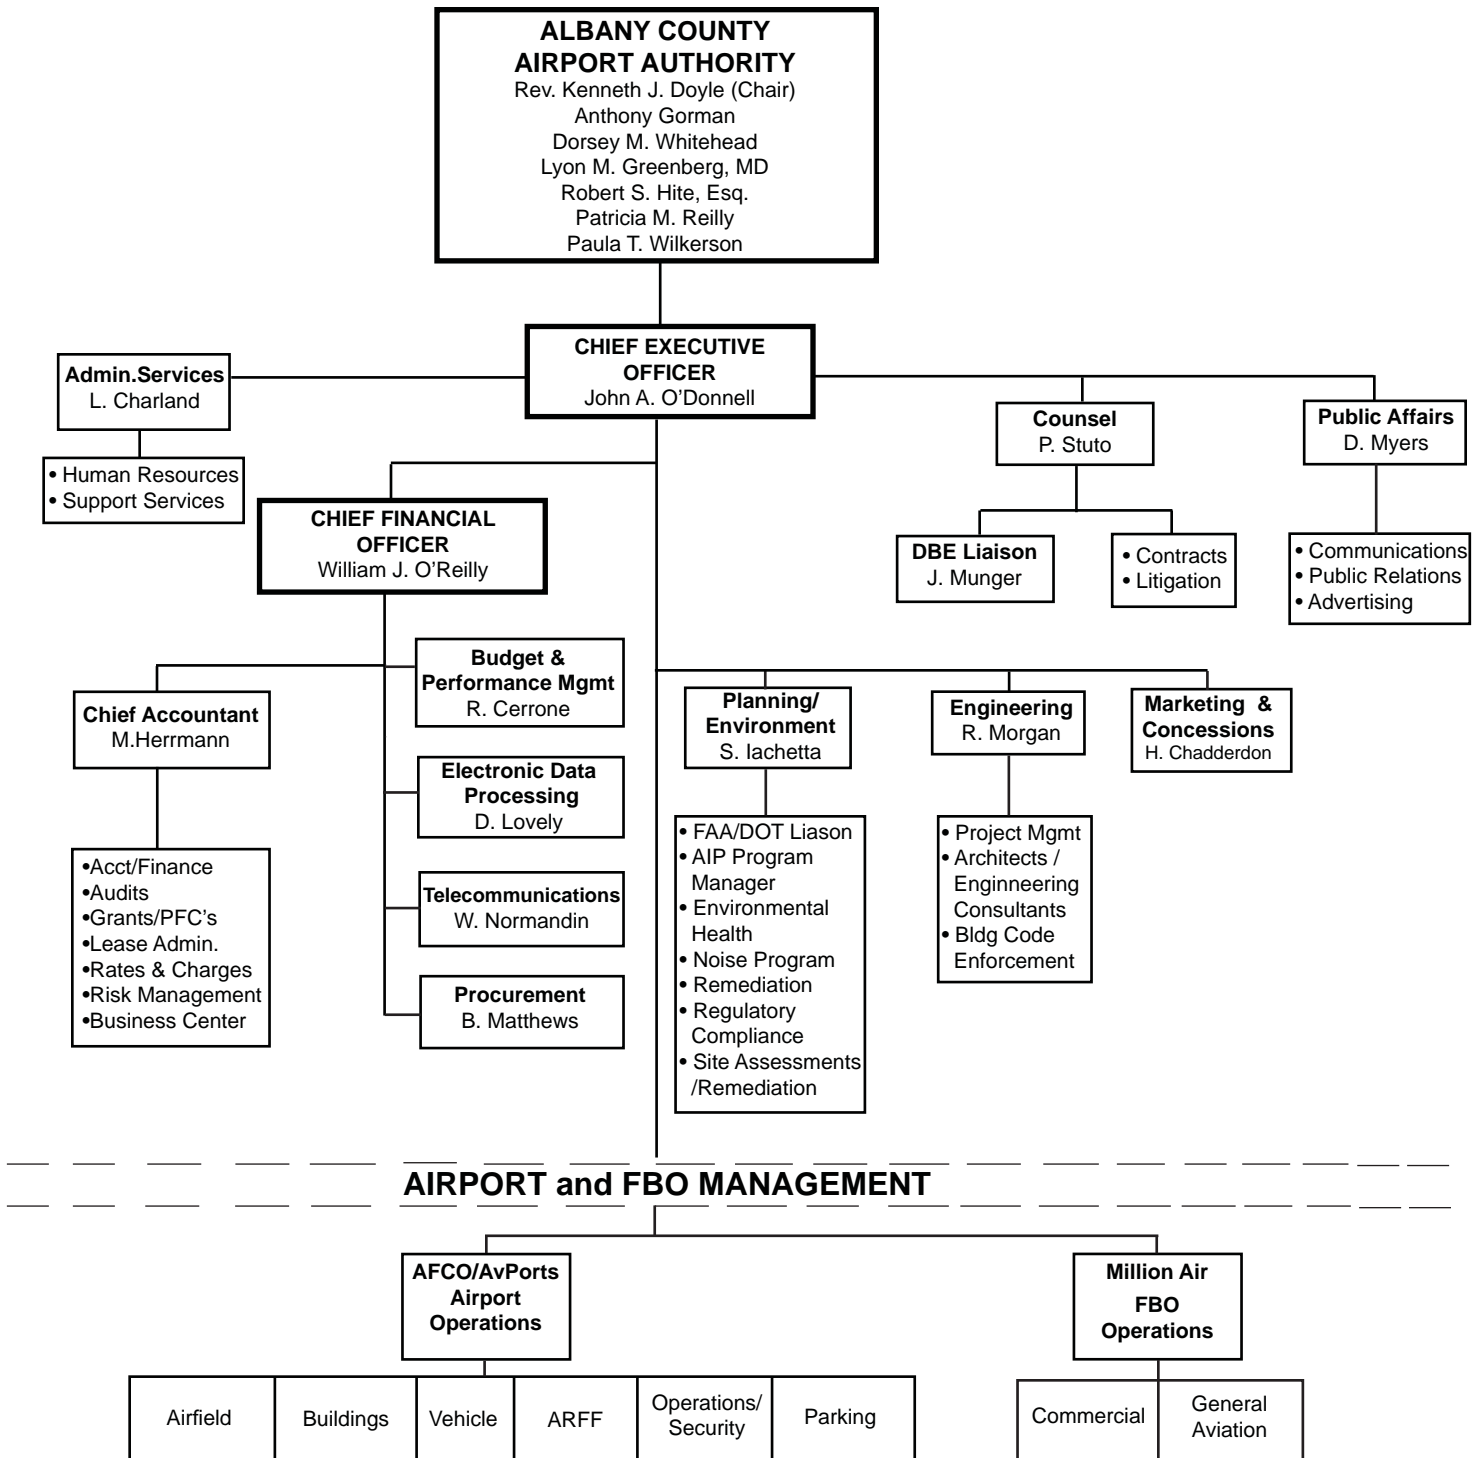 ALBANY COUNTY
AIRPORT AUTHORITY
Rev. Kenneth J. Doyle (Chair)
Anthony Gorman
Dorsey M. Whitehead
Lyon M. Greenberg, MD
Robert S. Hite, Esq.
Patricia M. Reilly
Paula T. Wilkerson
CHIEF EXECUTIVE
OFFICER
John A. O’Donnell
Admin.Services
L. Charland
• Human Resources
• Support Services
Counsel
P. Stuto
Public Affairs
D. Myers
DBE Liaison
J. Munger
• Contracts
• Litigation
• Communications
• Public Relations
• Advertising
CHIEF FINANCIAL
OFFICER
William J. O’Reilly
Chief Accountant
M.Herrmann
•Acct/Finance
•Audits
•Grants/PFC’s
•Lease Admin.
•Rates & Charges
•Risk Management
•Business Center
Budget &
Performance Mgmt
R. Cerrone
Electronic Data
Processing
D. Lovely
Telecommunications
W. Normandin
Procurement
B. Matthews
Planning/
Environment
S. Iachetta
• FAA/DOT Liason
• AIP Program
Manager
• Environmental
Health
• Noise Program
• Remediation
• Regulatory
Compliance
• Site Assessments
/Remediation
Engineering
R. Morgan
• Project Mgmt
• Architects /
Enginneering
Consultants
• Bldg Code
Enforcement
Marketing &
Concessions
H. Chadderdon
AIRPORT and FBO MANAGEMENT
AFCO/AvPorts
Airport
Operations
Airfield
Buildings
Vehicle
ARFF
Operations/
Security
Parking
Million Air
FBO
Operations
Commercial
General
Aviation